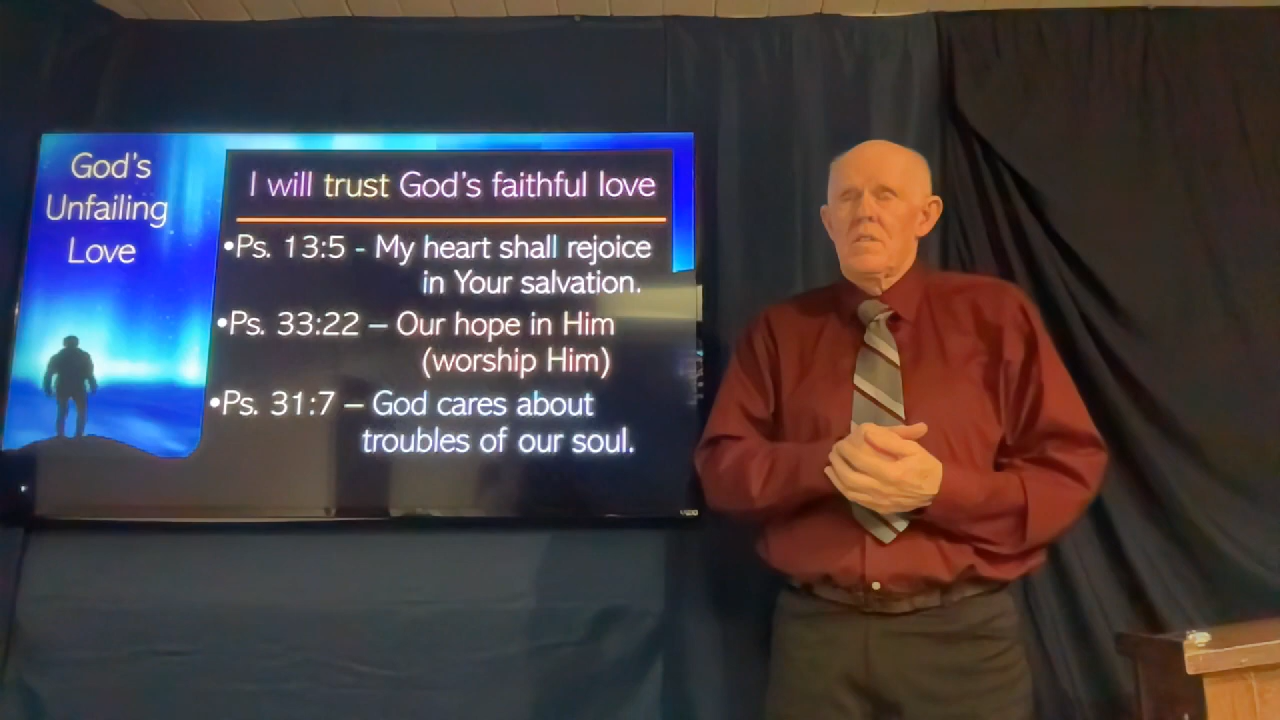 God's
Unfailing
Love
I will trust God's faithful love
•Ps. 13:5 - My heart shall rejoice
in Your salvation.
•Ps. 33:22 – Our hope in Him
(worship Him)
•Ps. 31:7 – God cares about
troubles of our soul.